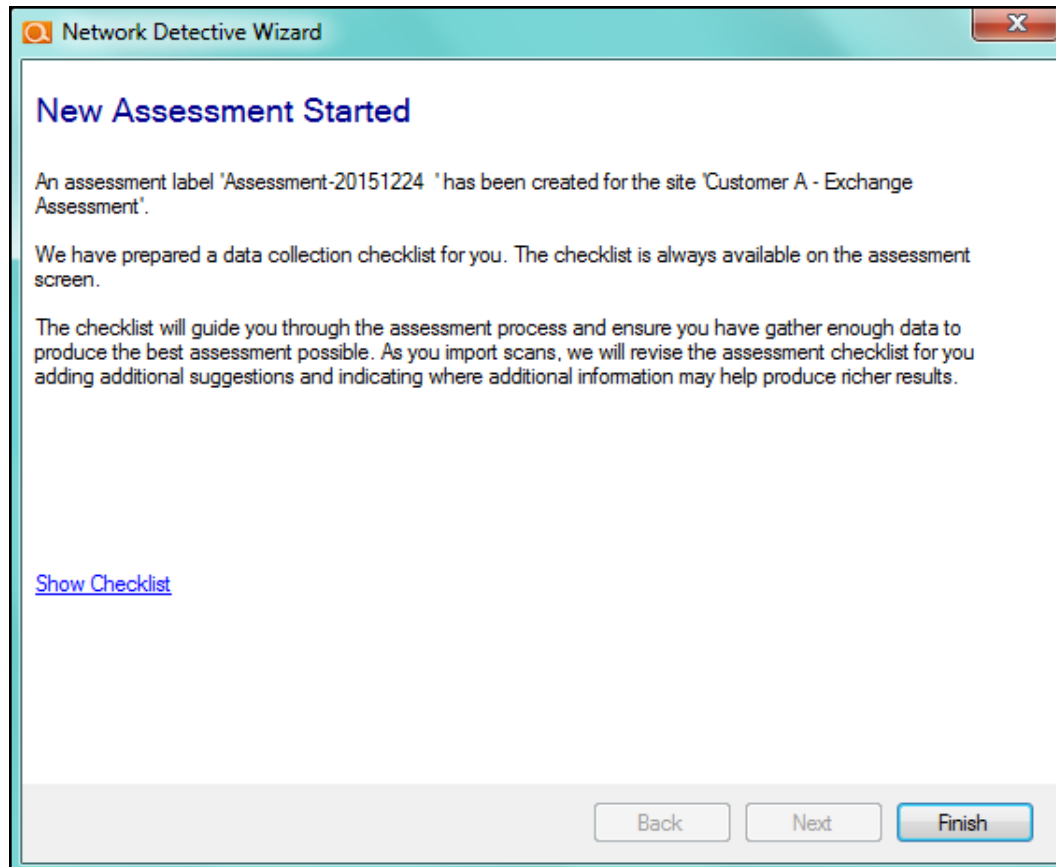 Network Detective Wizard
X
New Assessment Started
An assessment label 'Assessment-20151224  ' has been created for the site 'Customer A - Exchange
Assessment'.
We have prepared a data collection checklist for you. The checklist is always available on the assessment
screen.
The checklist will guide you through the assessment process and ensure you have gather enough data to
produce the best assessment possible. As you import scans, we will revise the assessment checklist for you
adding additional suggestions and indicating where additional information may help produce richer results.
Show Checklist
Back Next Finish